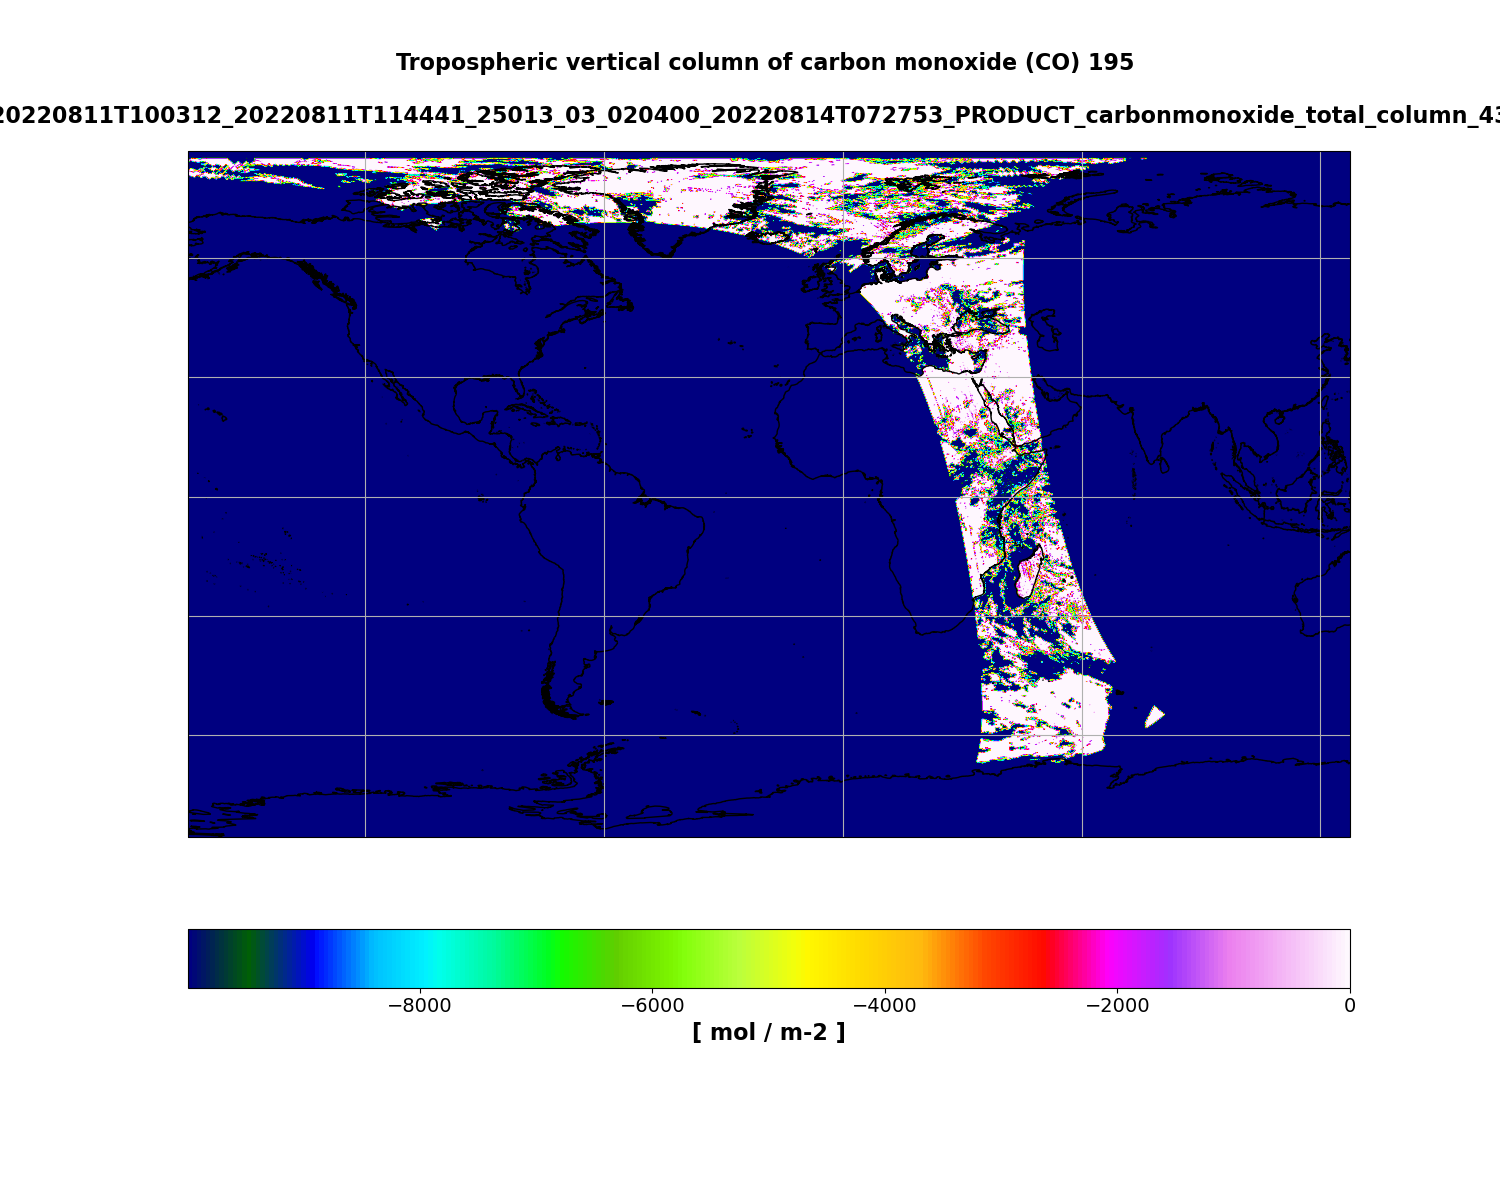 Tropospheric vertical column of carbon monoxide (CO) 195
20220811T100312_20220811T114441_25013_03_020400_20220814T072753_PRODUCT_carbonmonoxide_total_column_43
−8000 −6000 −4000 −2000 0
[ mol / m-2 ]